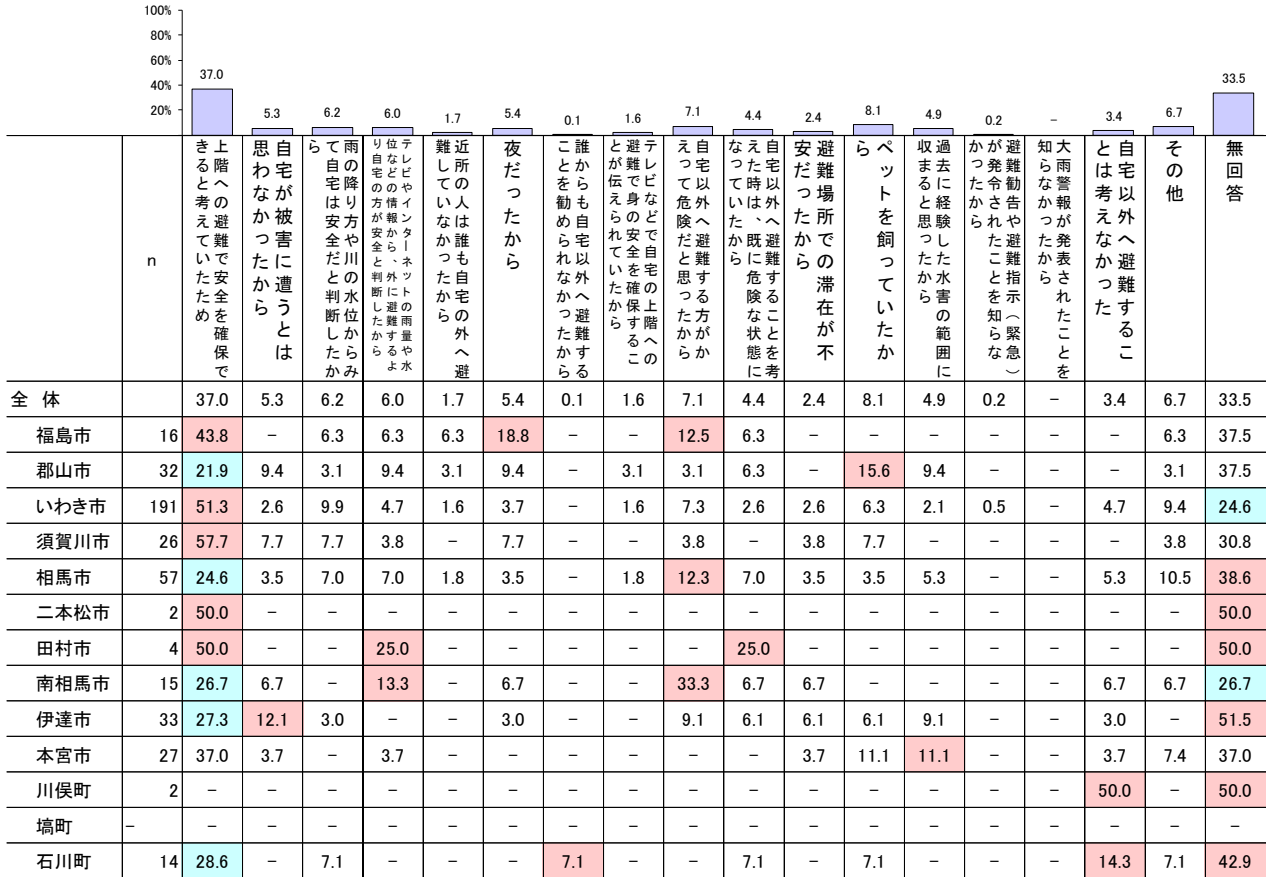 100%
80%
60%
40%
20%
37.0 5.3 6.2 6.0 1.7 5.4 0.1 1.6 7.1 4.4 2.4 8.1 4.9 0.2 － 3.4 6.7 33.5
n
上階への避難で安全を確保で
きると考えていたため
自宅が被害に遭うとは
思わなかったから
雨の降り方や川の水位からみ
て自宅は安全だと判断したか
ら
テレビやインターネットの雨量や水
位などの情報から、外に避難するよ
り自宅の方が安全と判断したから
近所の人は誰も自宅の外へ避
難していなかったから
夜だったから
誰からも自宅以外へ避難する
ことを勧められなかったから
テレビなどで自宅の上階への
避難で身の安全を確保するこ
とが伝えられていたから
自宅以外へ避難する方がか
えって危険だと思ったから
自宅以外へ避難することを考
えた時は、既に危険な状態に
なっていたから
避難場所での滞在が不
安だったから
ペットを飼っていたか
ら
過去に経験した水害の範囲に
収まると思ったから
避難勧告や避難指示（緊急）
が発令されたことを知らな
かったから
大雨警報が発表されたことを
知らなかったから
自宅以外へ避難するこ
とは考えなかった
その他
無回答
全 体 37.0 5.3 6.2 6.0 1.7 5.4 0.1 1.6 7.1 4.4 2.4 8.1 4.9 0.2 － 3.4 6.7 33.5
福島市 16 43.8 － 6.3 6.3 6.3 18.8 － － 12.5 6.3 － － － － － － 6.3 37.5
郡山市 32 21.9 9.4 3.1 9.4 3.1 9.4 － 3.1 3.1 6.3 － 15.6 9.4 － － － 3.1 37.5
いわき市 191 51.3 2.6 9.9 4.7 1.6 3.7 － 1.6 7.3 2.6 2.6 6.3 2.1 0.5 － 4.7 9.4 24.6
須賀川市 26 57.7 7.7 7.7 3.8 － 7.7 － － 3.8 － 3.8 7.7 － － － － 3.8 30.8
相馬市 57 24.6 3.5 7.0 7.0 1.8 3.5 － 1.8 12.3 7.0 3.5 3.5 5.3 － － 5.3 10.5 38.6
二本松市 2 50.0 － － － － － － － － － － － － － － － － 50.0
田村市 4 50.0 － － 25.0 － － － － － 25.0 － － － － － － － 50.0
南相馬市 15 26.7 6.7 － 13.3 － 6.7 － － 33.3 6.7 6.7 － － － － 6.7 6.7 26.7
伊達市 33 27.3 12.1 3.0 － － 3.0 － － 9.1 6.1 6.1 6.1 9.1 － － 3.0 － 51.5
本宮市 27 37.0 3.7 － 3.7 － － － － － － 3.7 11.1 11.1 － － 3.7 7.4 37.0
川俣町 2 － － － － － － － － － － － － － － － 50.0 － 50.0
塙町 － － － － － － － － － － － － － － － － － － －
石川町 14 28.6 － 7.1 － － － 7.1 － － 7.1 － 7.1 － － － 14.3 7.1 42.9